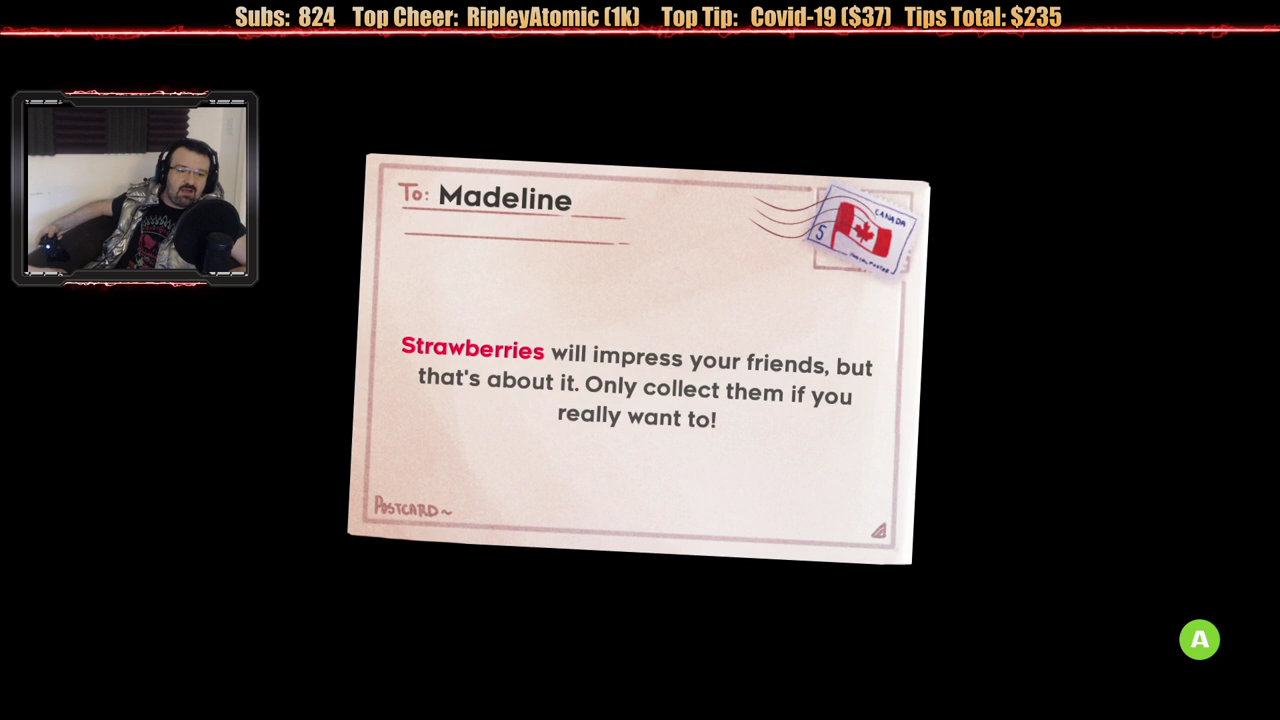 Subs: 824 Top Cheer: RipleyAtomic (1k) Top Tip: Covid-19 ($37) Tips Total: $235
To: Madeline
CANADA
5
Strawberries will impress your friends, but
that's about it. Only collect them if you
really want to!
POSTCARD~
A